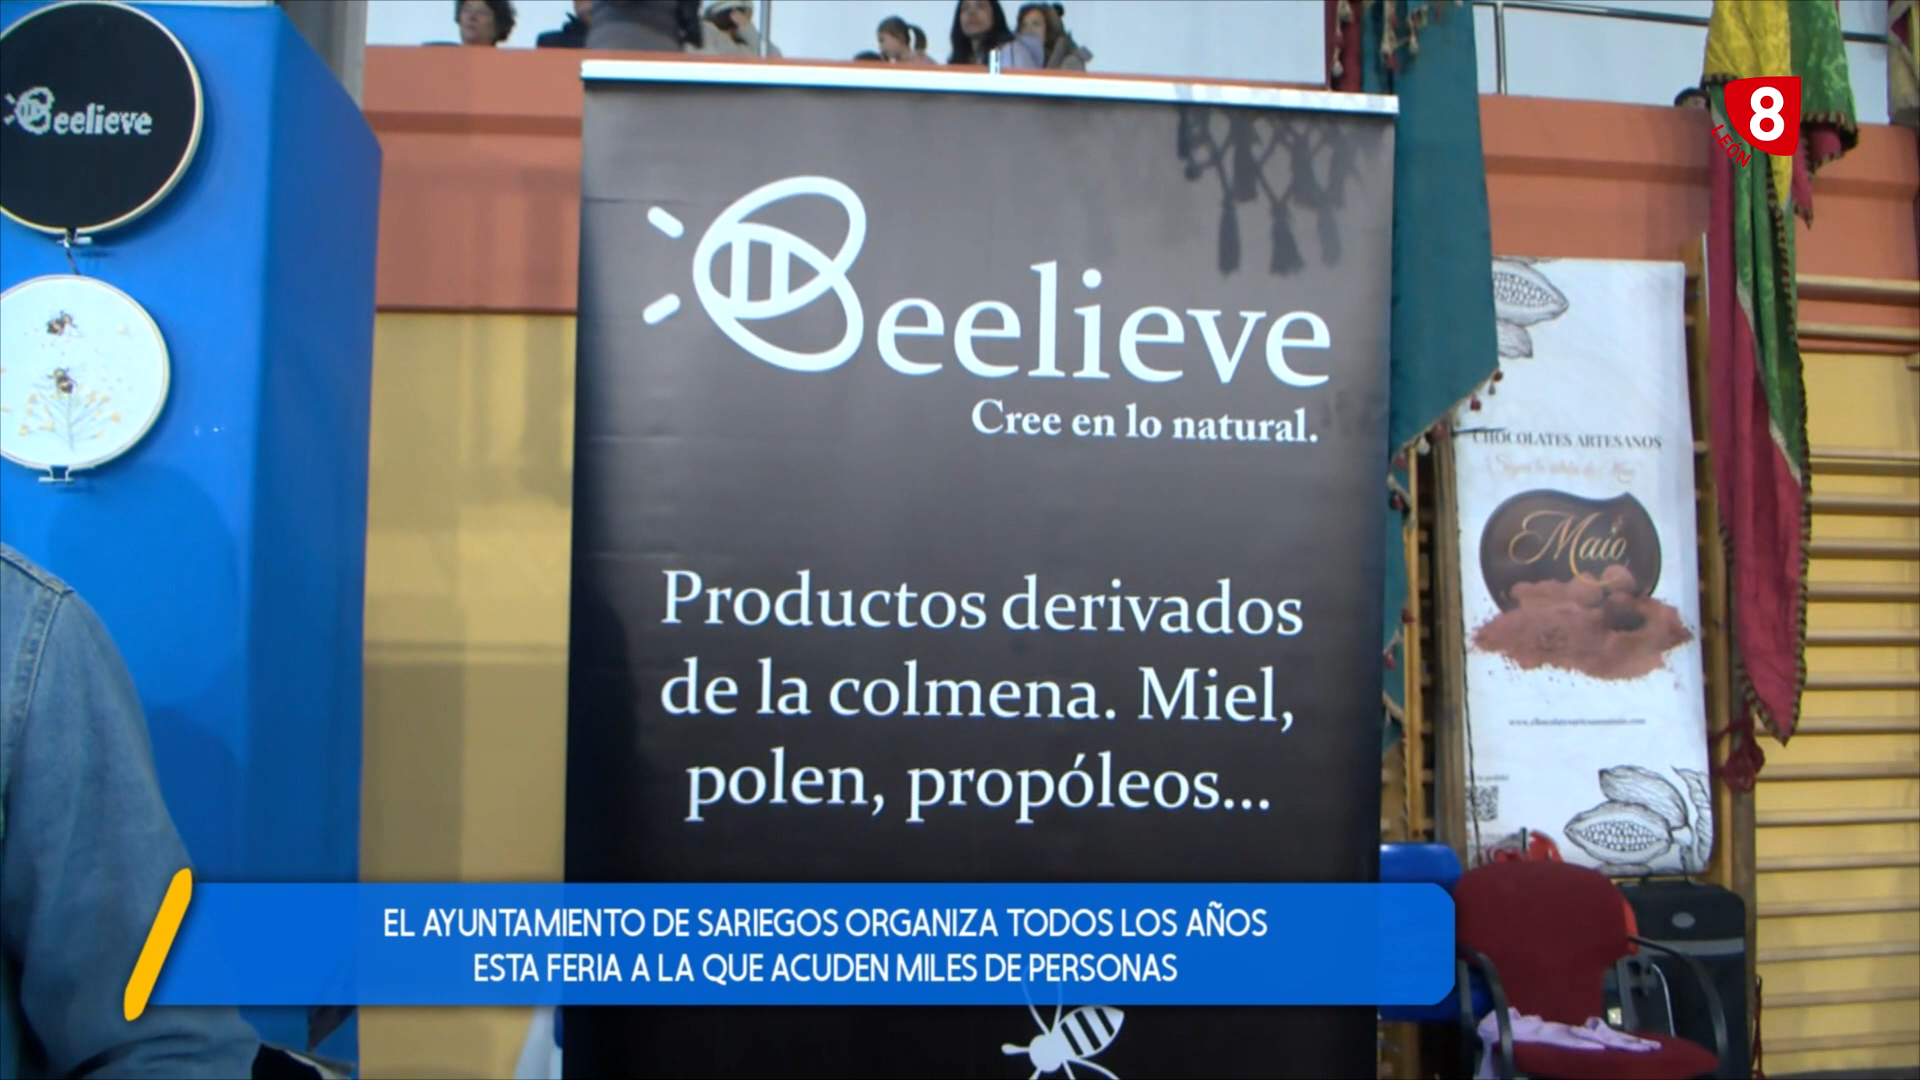 Beelieve
8
LEÓN
Beelieve
Cree en lo natural.
CHOCOLATES ARTESANOS
Maio
Productos derivados
de la colmena. Miel,
polen, propóleos...
EL AYUNTAMIENTO DE SARIEGOS ORGANIZA TODOS LOS AÑOS
ESTA FERIA A LA QUE ACUDEN MILES DE PERSONAS